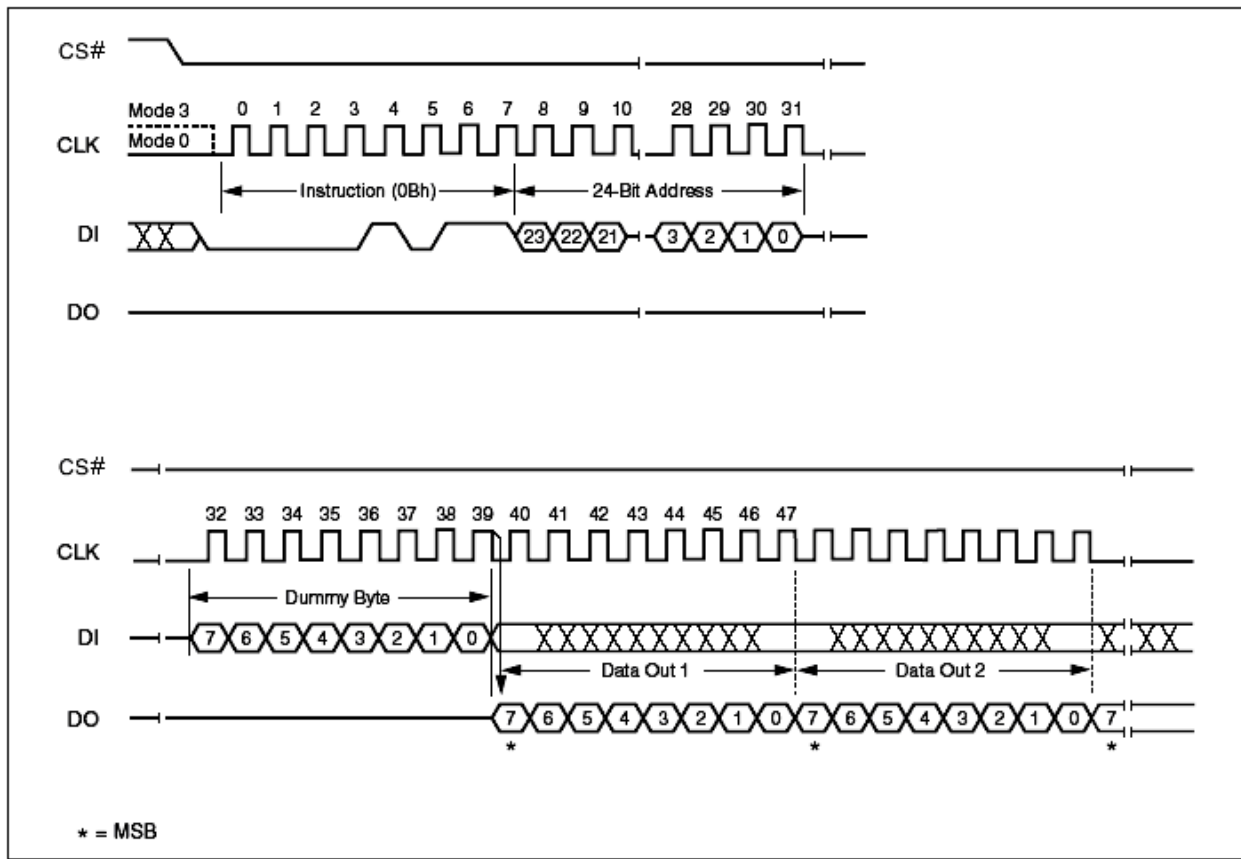 CS#
Mode 3 0 1 2 3 4 5 6 7 8 9 10 28 29 30 31
CLK Mode 0
Instruction (0Bh) 24-Bit Address
DI 23 22 21 3 2 1 0
DO
CS#
32 33 34 35 36 37 38 39 40 41 42 43 44 45 46 47
CLK
Dummy Byte
DI 7 6 5 4 3 2 1 0
Data Out 1 Data Out 2
DO 7 6 5 4 3 2 1 0 7 6 5 4 3 2 1 0 7
* * *
* = MSB